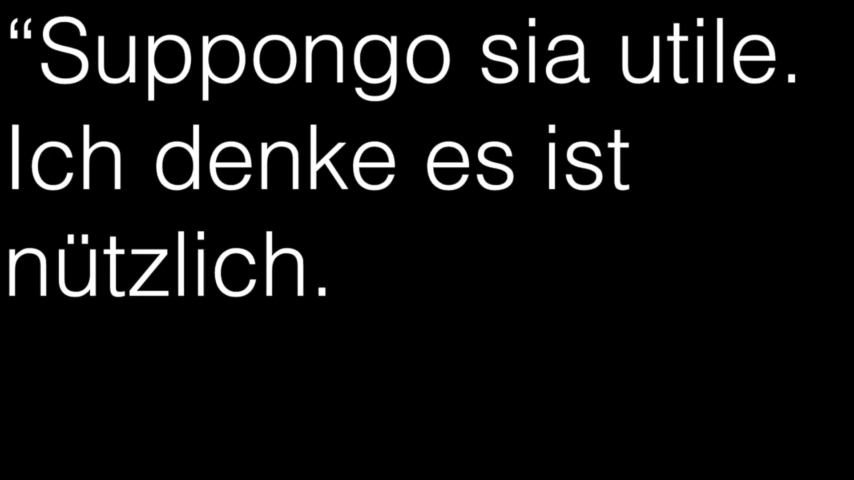 “Suppongo sia utile.
Ich denke es ist
nützlich.